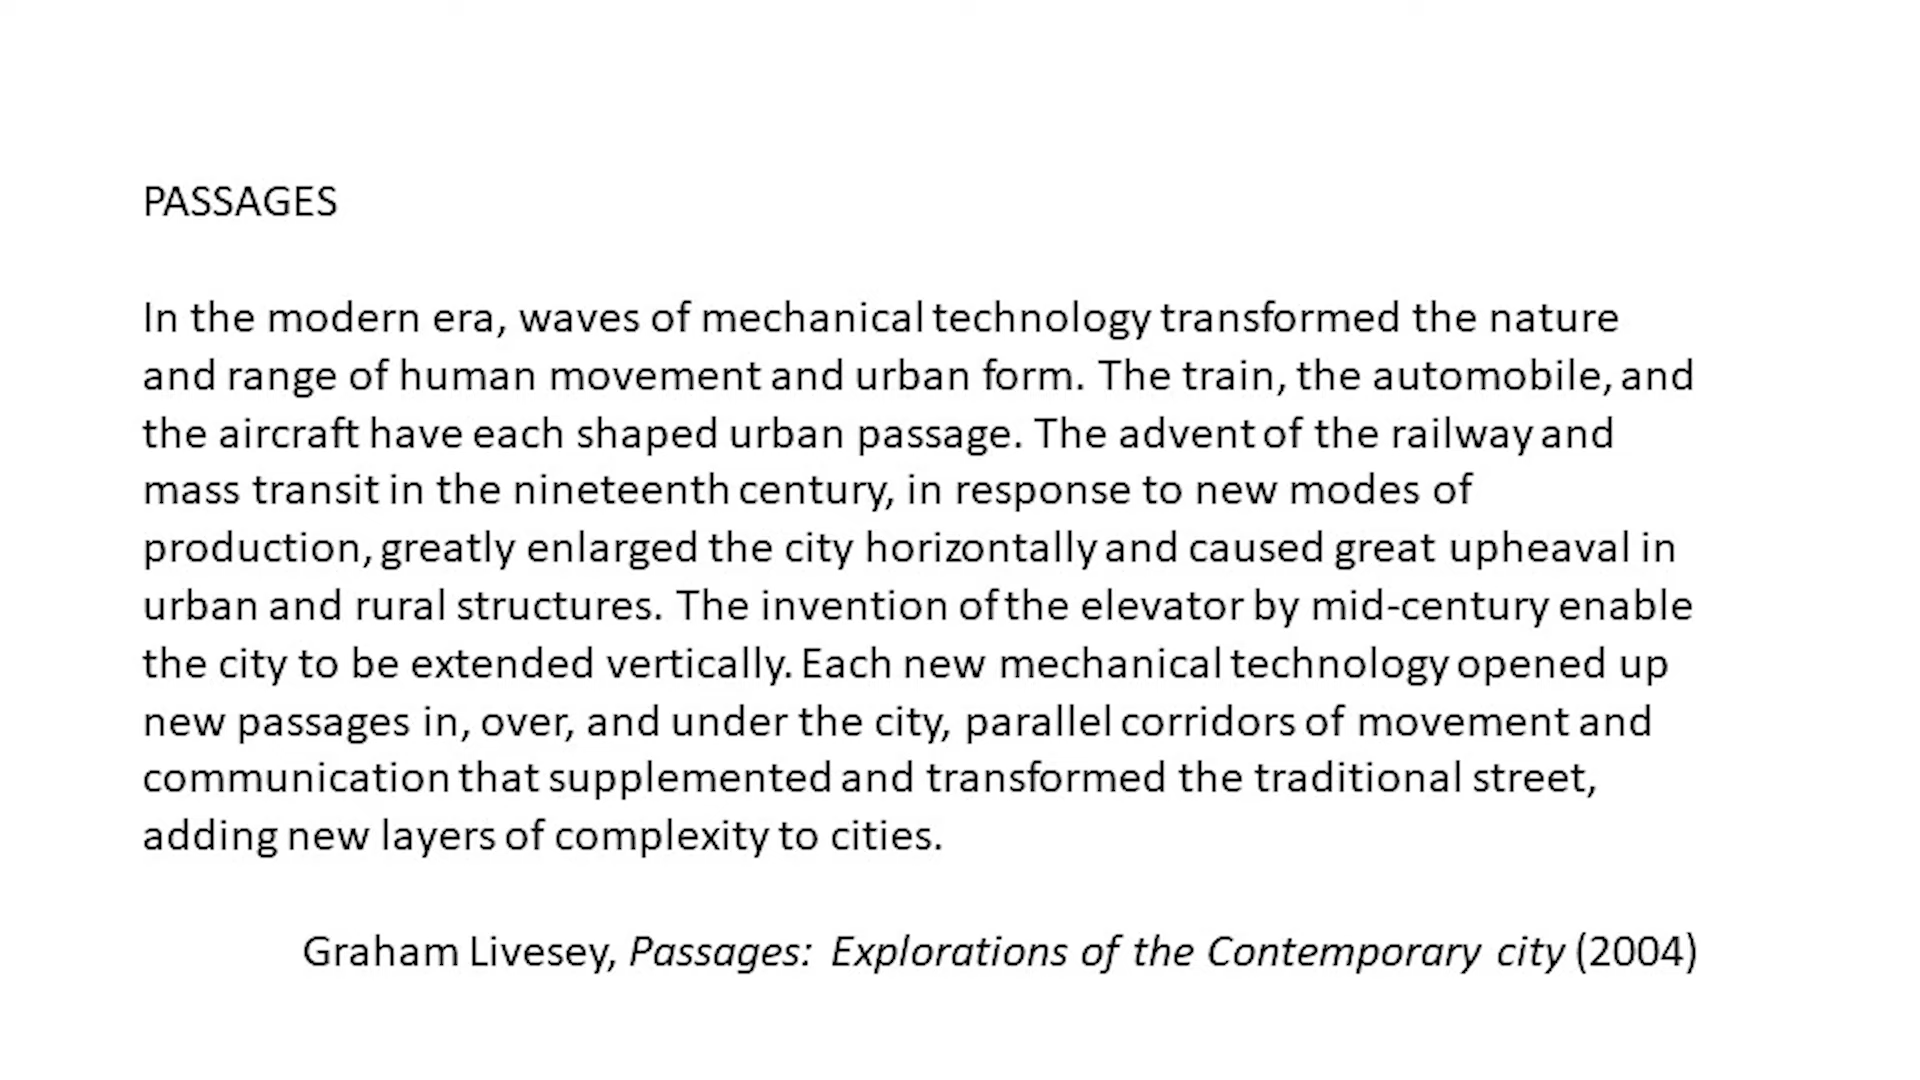 PASSAGES
In the modern era, waves of mechanical technology transformed the nature
and range of human movement and urban form. The train, the automobile, and
the aircraft have each shaped urban passage. The advent of the railway and
mass transit in the nineteenth century, in response to new modes of
production, greatly enlarged the city horizontally and caused great upheaval in
urban and rural structures. The invention of the elevator by mid-century enable
the city to be extended vertically. Each new mechanical technology opened up
new passages in, over, and under the city, parallel corridors of movement and
communication that supplemented and transformed the traditional street,
adding new layers of complexity to cities.
Graham Livesey, Passages: Explorations of the Contemporary city (2004)